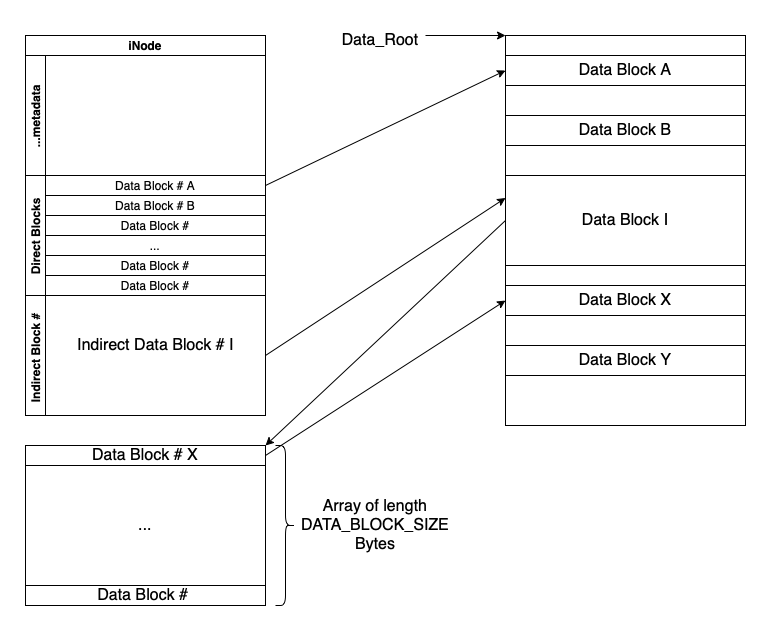 iNode
...metadata
Direct Blocks
Data Block # A
Data Block # B
Data Block #
...
Data Block #
Data Block #
Indirect Block #
Indirect Data Block # I
Data_Root
Data Block A
Data Block B
Data Block I
Data Block X
Data Block Y
Data Block # X
...
Data Block #
Array of length
DATA_BLOCK_SIZE
Bytes